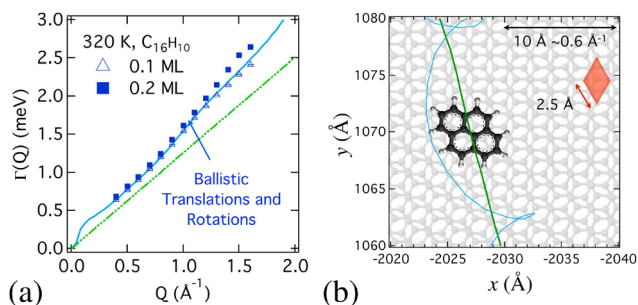 320 K, C₁₆H₁₀
△ 0.1 ML
■ 0.2 ML
Γ(Q) (meV)
3.0
2.5
2.0
1.5
1.0
0.5
0.0
Ballistic
Translations and
Rotations
0.0 0.5 1.0 1.5 2.0
Q (Å⁻¹)
(a)
y (Å)
1080
1075
1070
1065
1060
10 Å ~0.6 Å⁻¹
2.5 Å
-2020 -2025 -2030 -2035 -2040
x (Å)
(b)